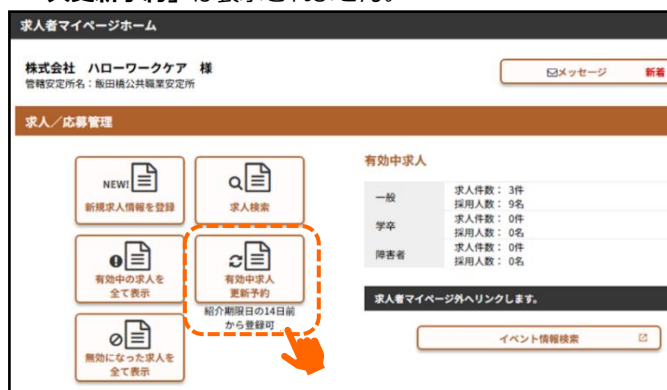 求人者マイページホーム
株式会社　ハローワークケア　様
管轄安定所名：飯田橋公共職業安定所
メッセージ　新着
求人／応募管理
NEW!
新規求人情報を登録
求人検索
有効中の求人を
全て表示
有効中求人
更新予約
紹介期限日の14日前
から登録可
無効になった求人を
全て表示
有効中求人
一般
求人件数： 3件
採用人数： 9名
学卒
求人件数： 0件
採用人数： 0名
障害者
求人件数： 0件
採用人数： 0名
求人者マイページ外へリンクします。
イベント情報検索